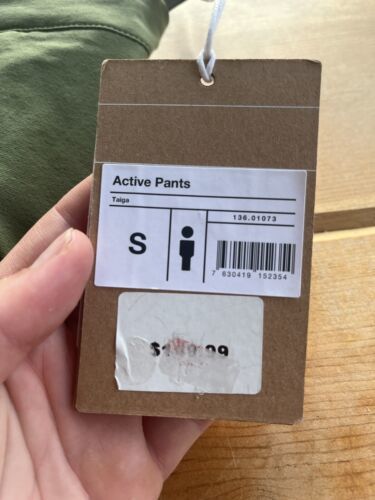 Active Pants
Taiga
136.01073
S
7 630419 152354